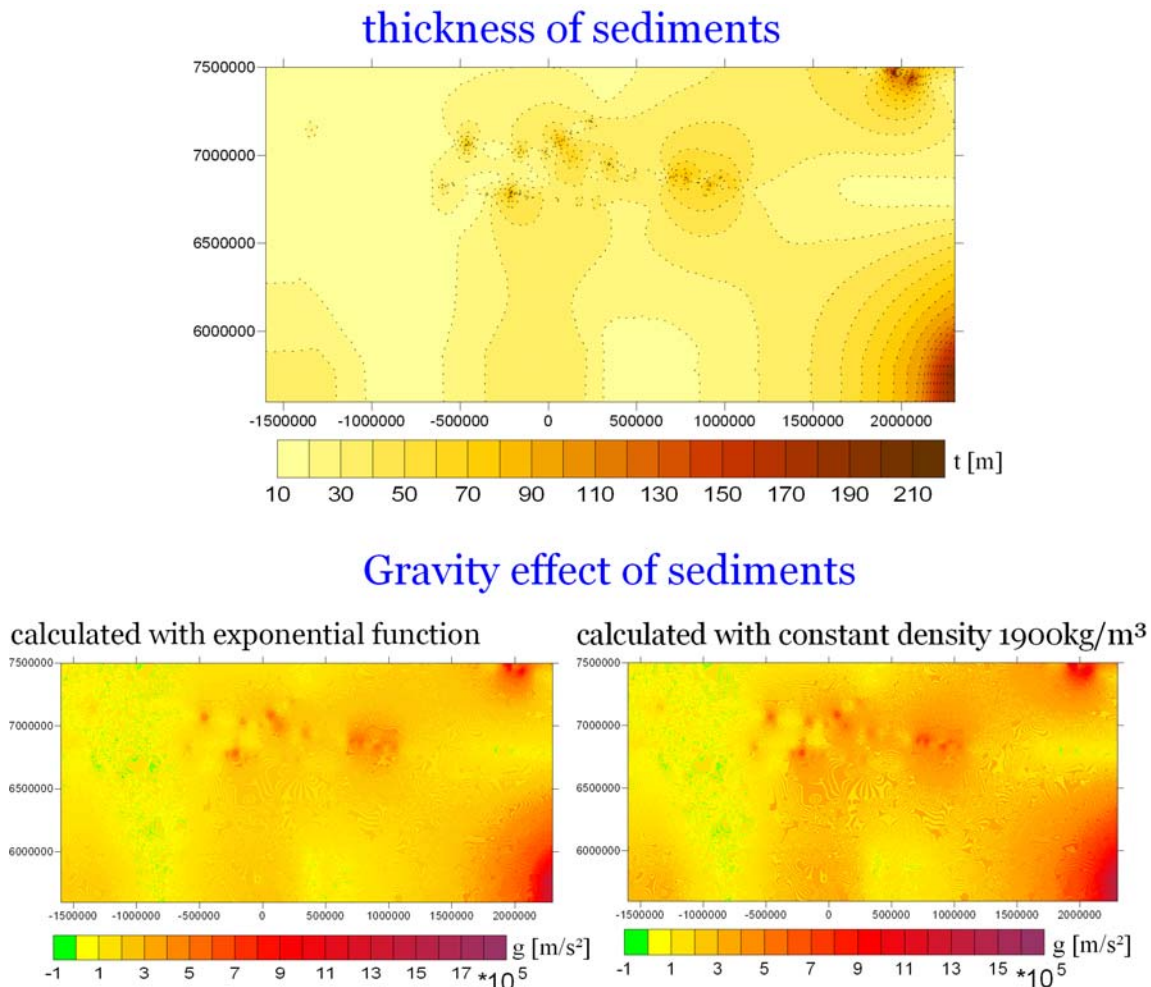 thickness of sediments
7500000
7000000
6500000
6000000
-1500000 -1000000 -500000 0 500000 1000000 1500000 2000000
t [m]
10 30 50 70 90 110 130 150 170 190 210
Gravity effect of sediments
calculated with exponential function
7500000
7000000
6500000
6000000
-1500000 -1000000 -500000 0 500000 1000000 1500000 2000000
g [m/s²]
-1 1 3 5 7 9 11 13 15 17 *10⁵
calculated with constant density 1900kg/m³
7500000
7000000
6500000
6000000
-1500000 -1000000 -500000 0 500000 1000000 1500000 2000000
g [m/s²]
-1 1 3 5 7 9 11 13 15 *10⁵